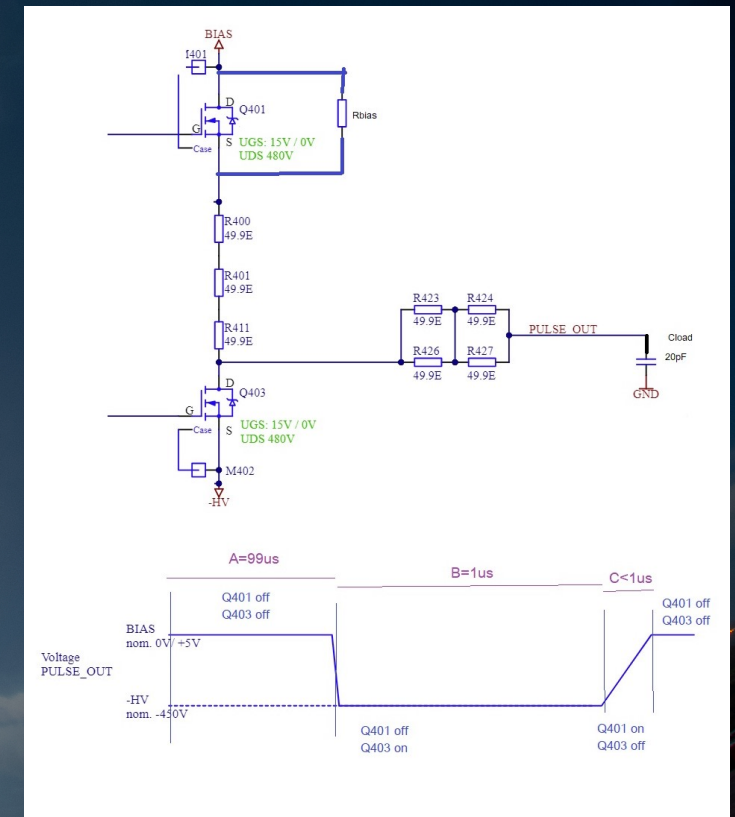 BIAS
401
D
Q401
G
Rbias
S
UGS: 15V / 0V
Case
UDS 480V
R400
49.9E
R401
49.9E
R423
R424
R411
49.9E
49.9E
49.9E
PULSE_OUT
Cload
R426
R427
20pF
D
49.9E
49.9E
Q403
GND
G
UGS: 15V / 0V
Case
S
UDS 480V
M402
-HV
A=99us
B=1us
C<1us
Q401 off
Q403 off
Q401 off
Q403 off
BIAS
nom. 0V/ +5V
Voltage
PULSE_OUT
-HV
nom. -450V
Q401 off
Q403 on
Q401 on
Q403 off